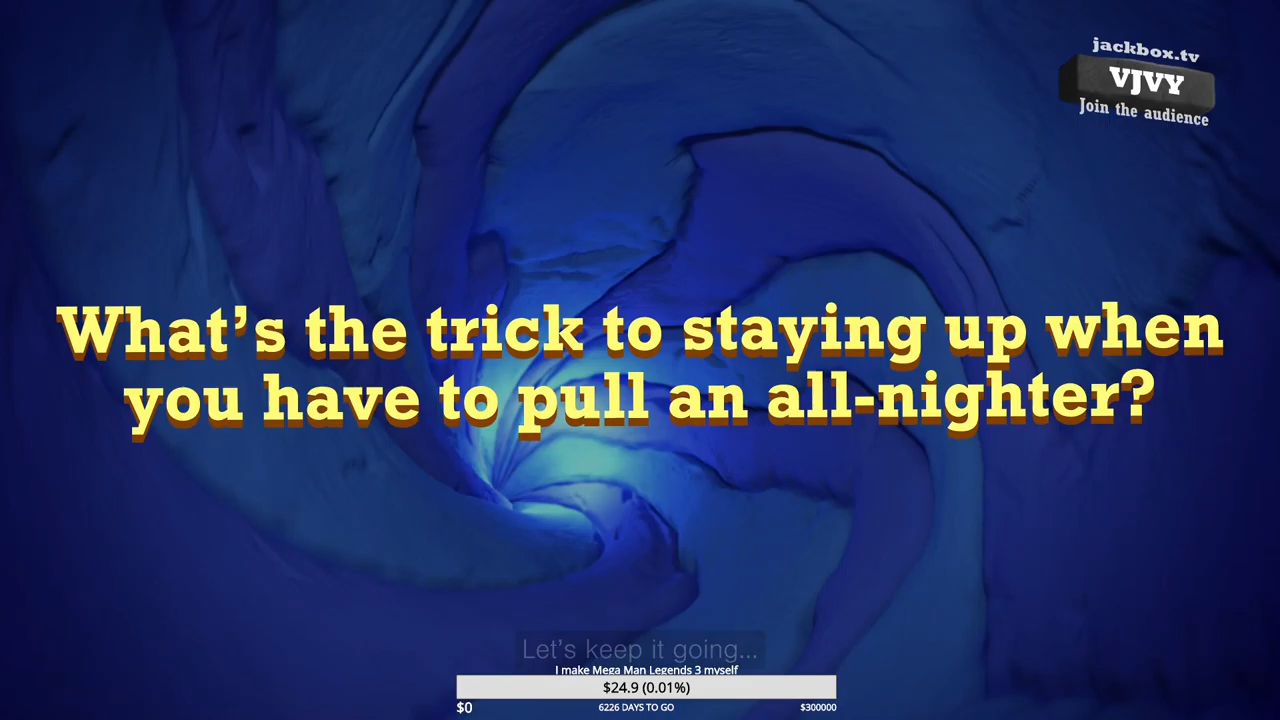 jackbox.tv
VJVY
Join the audience
What's the trick to staying up when
you have to pull an all-nighter?
Let's keep it going...
I make Mega Man Legends 3 myself
$24.9 (0.01%)
$0
6226 DAYS TO GO
$300000